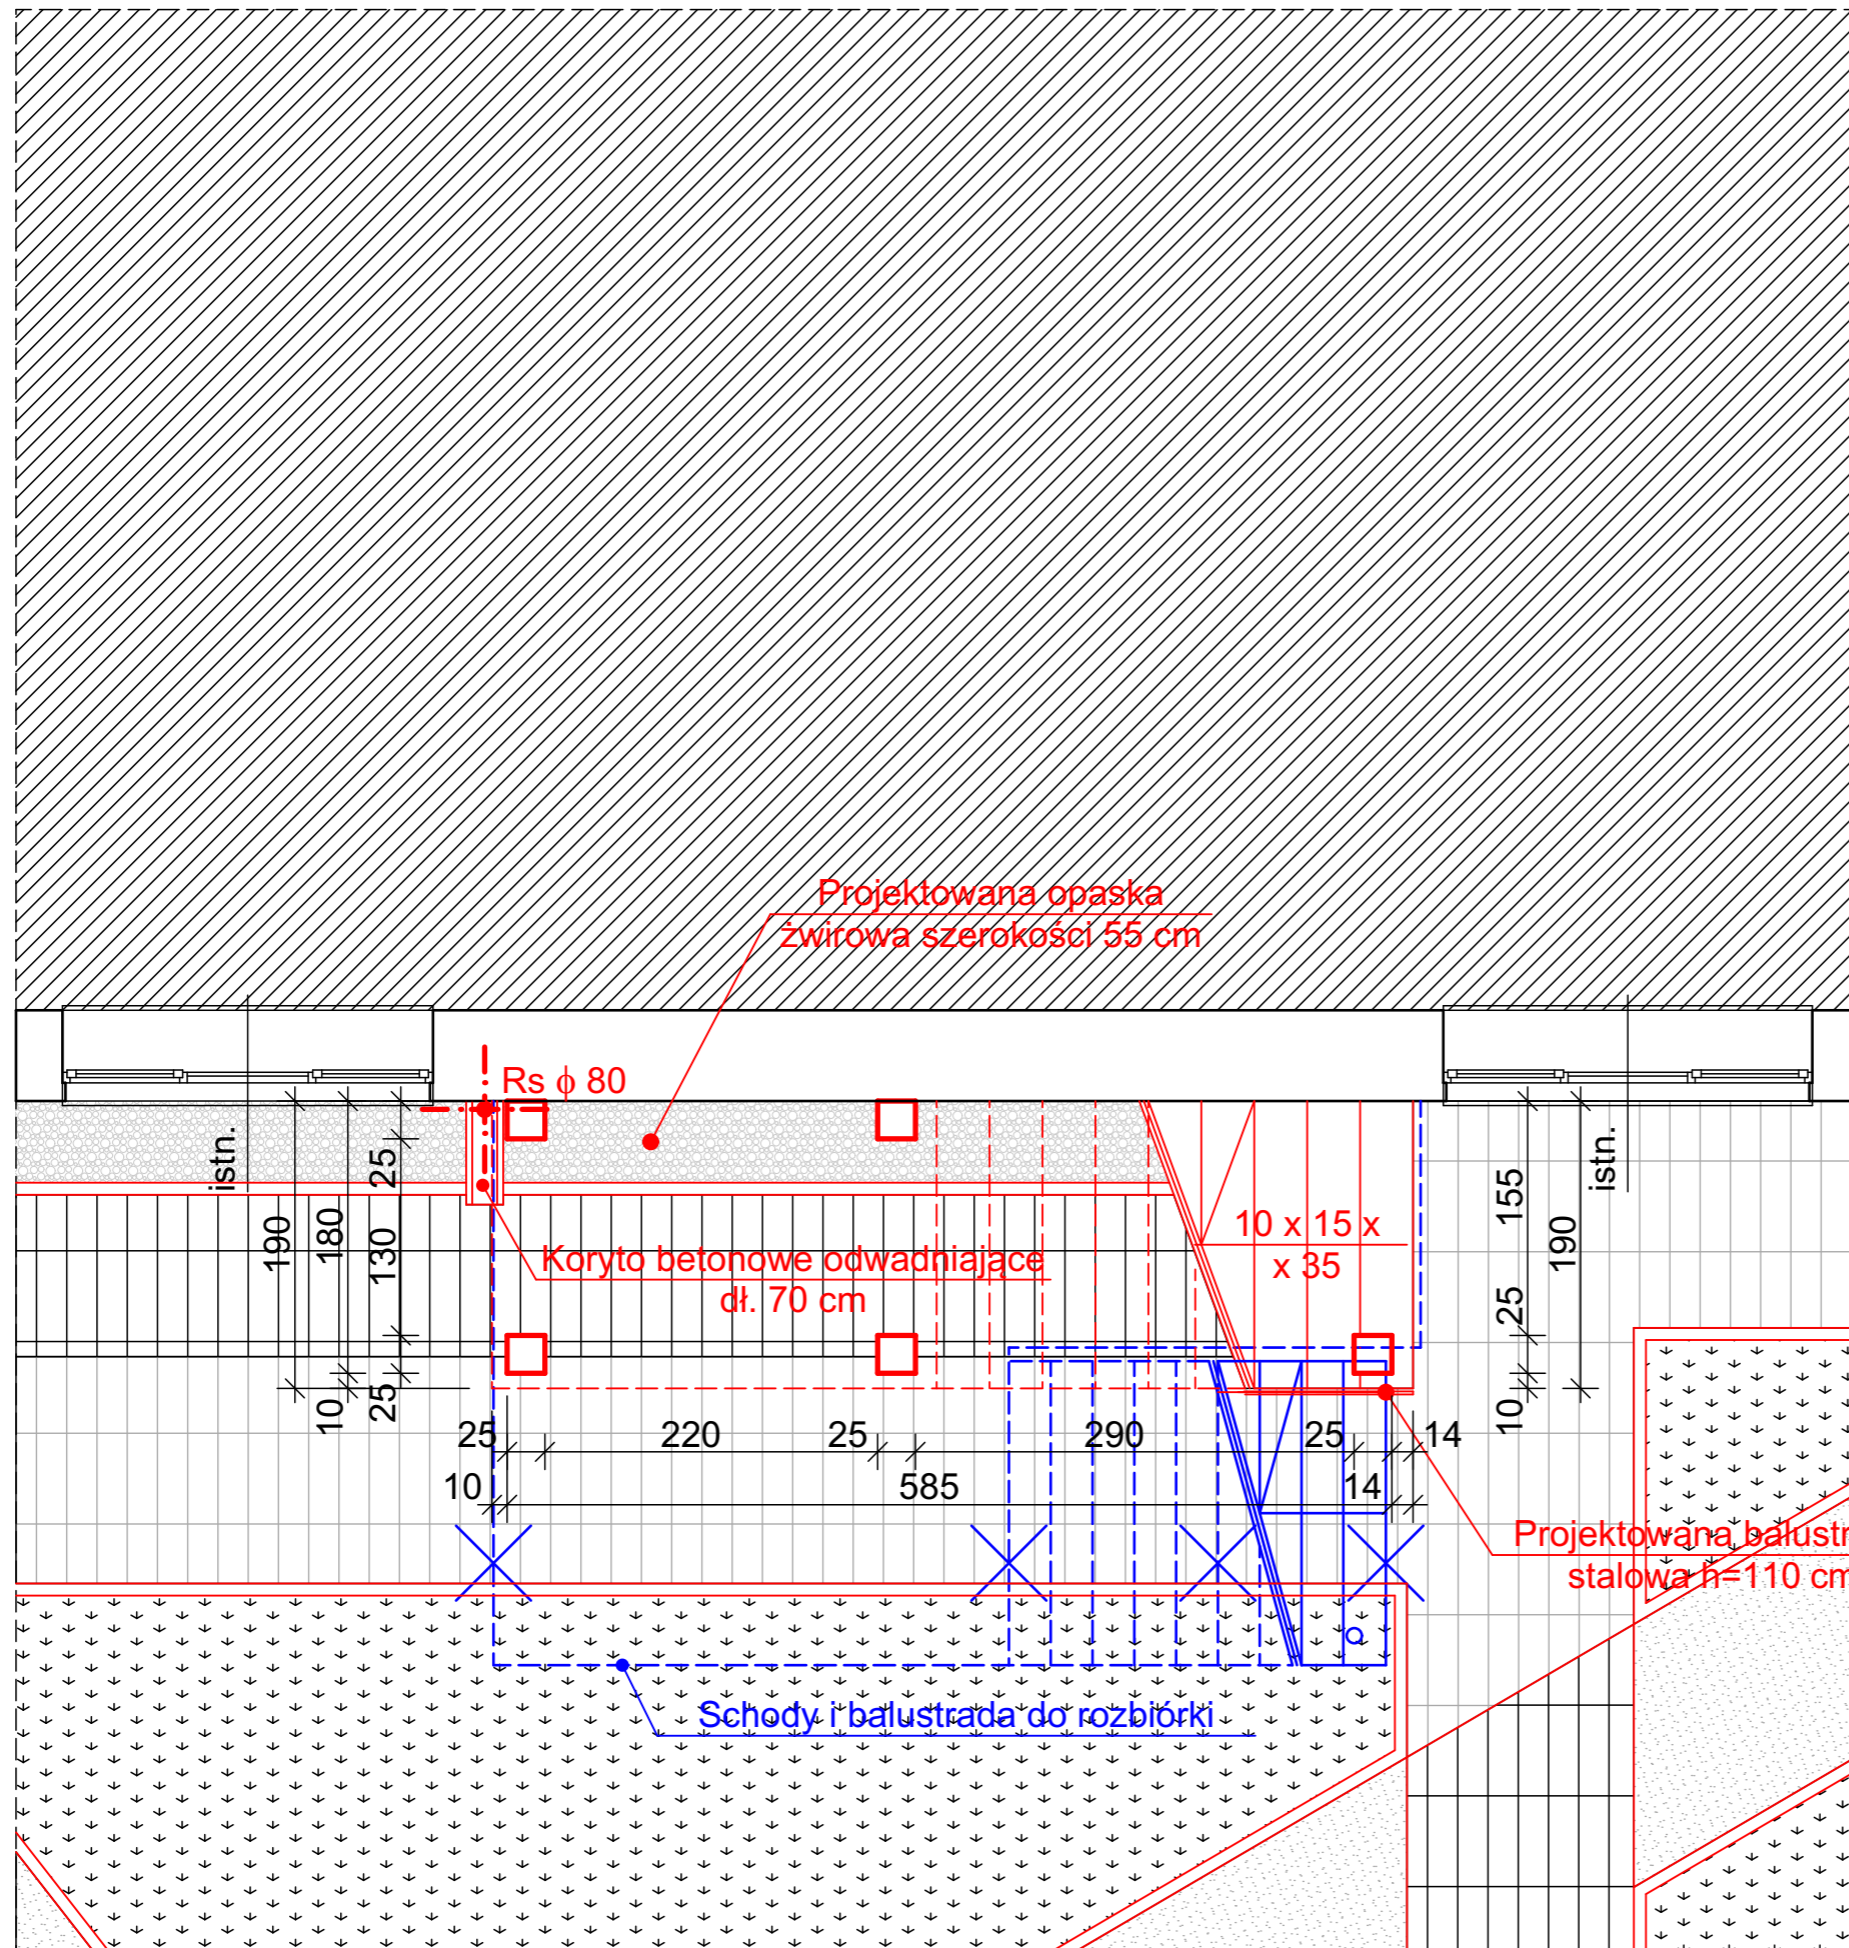 Projektowana opaska
żwirowa szerokości 55 cm
Rs ϕ 80
istn.
190
180
25
130
25
10
Koryto betonowe odwadniające
dł. 70 cm
10 x 15 x
x 35
istn.
155
190
25
10
25
220
25
290
25
14
10
585
14
Projektowana balustr
stalowa h=110 cm
Schody i balustrada do rozbiórki